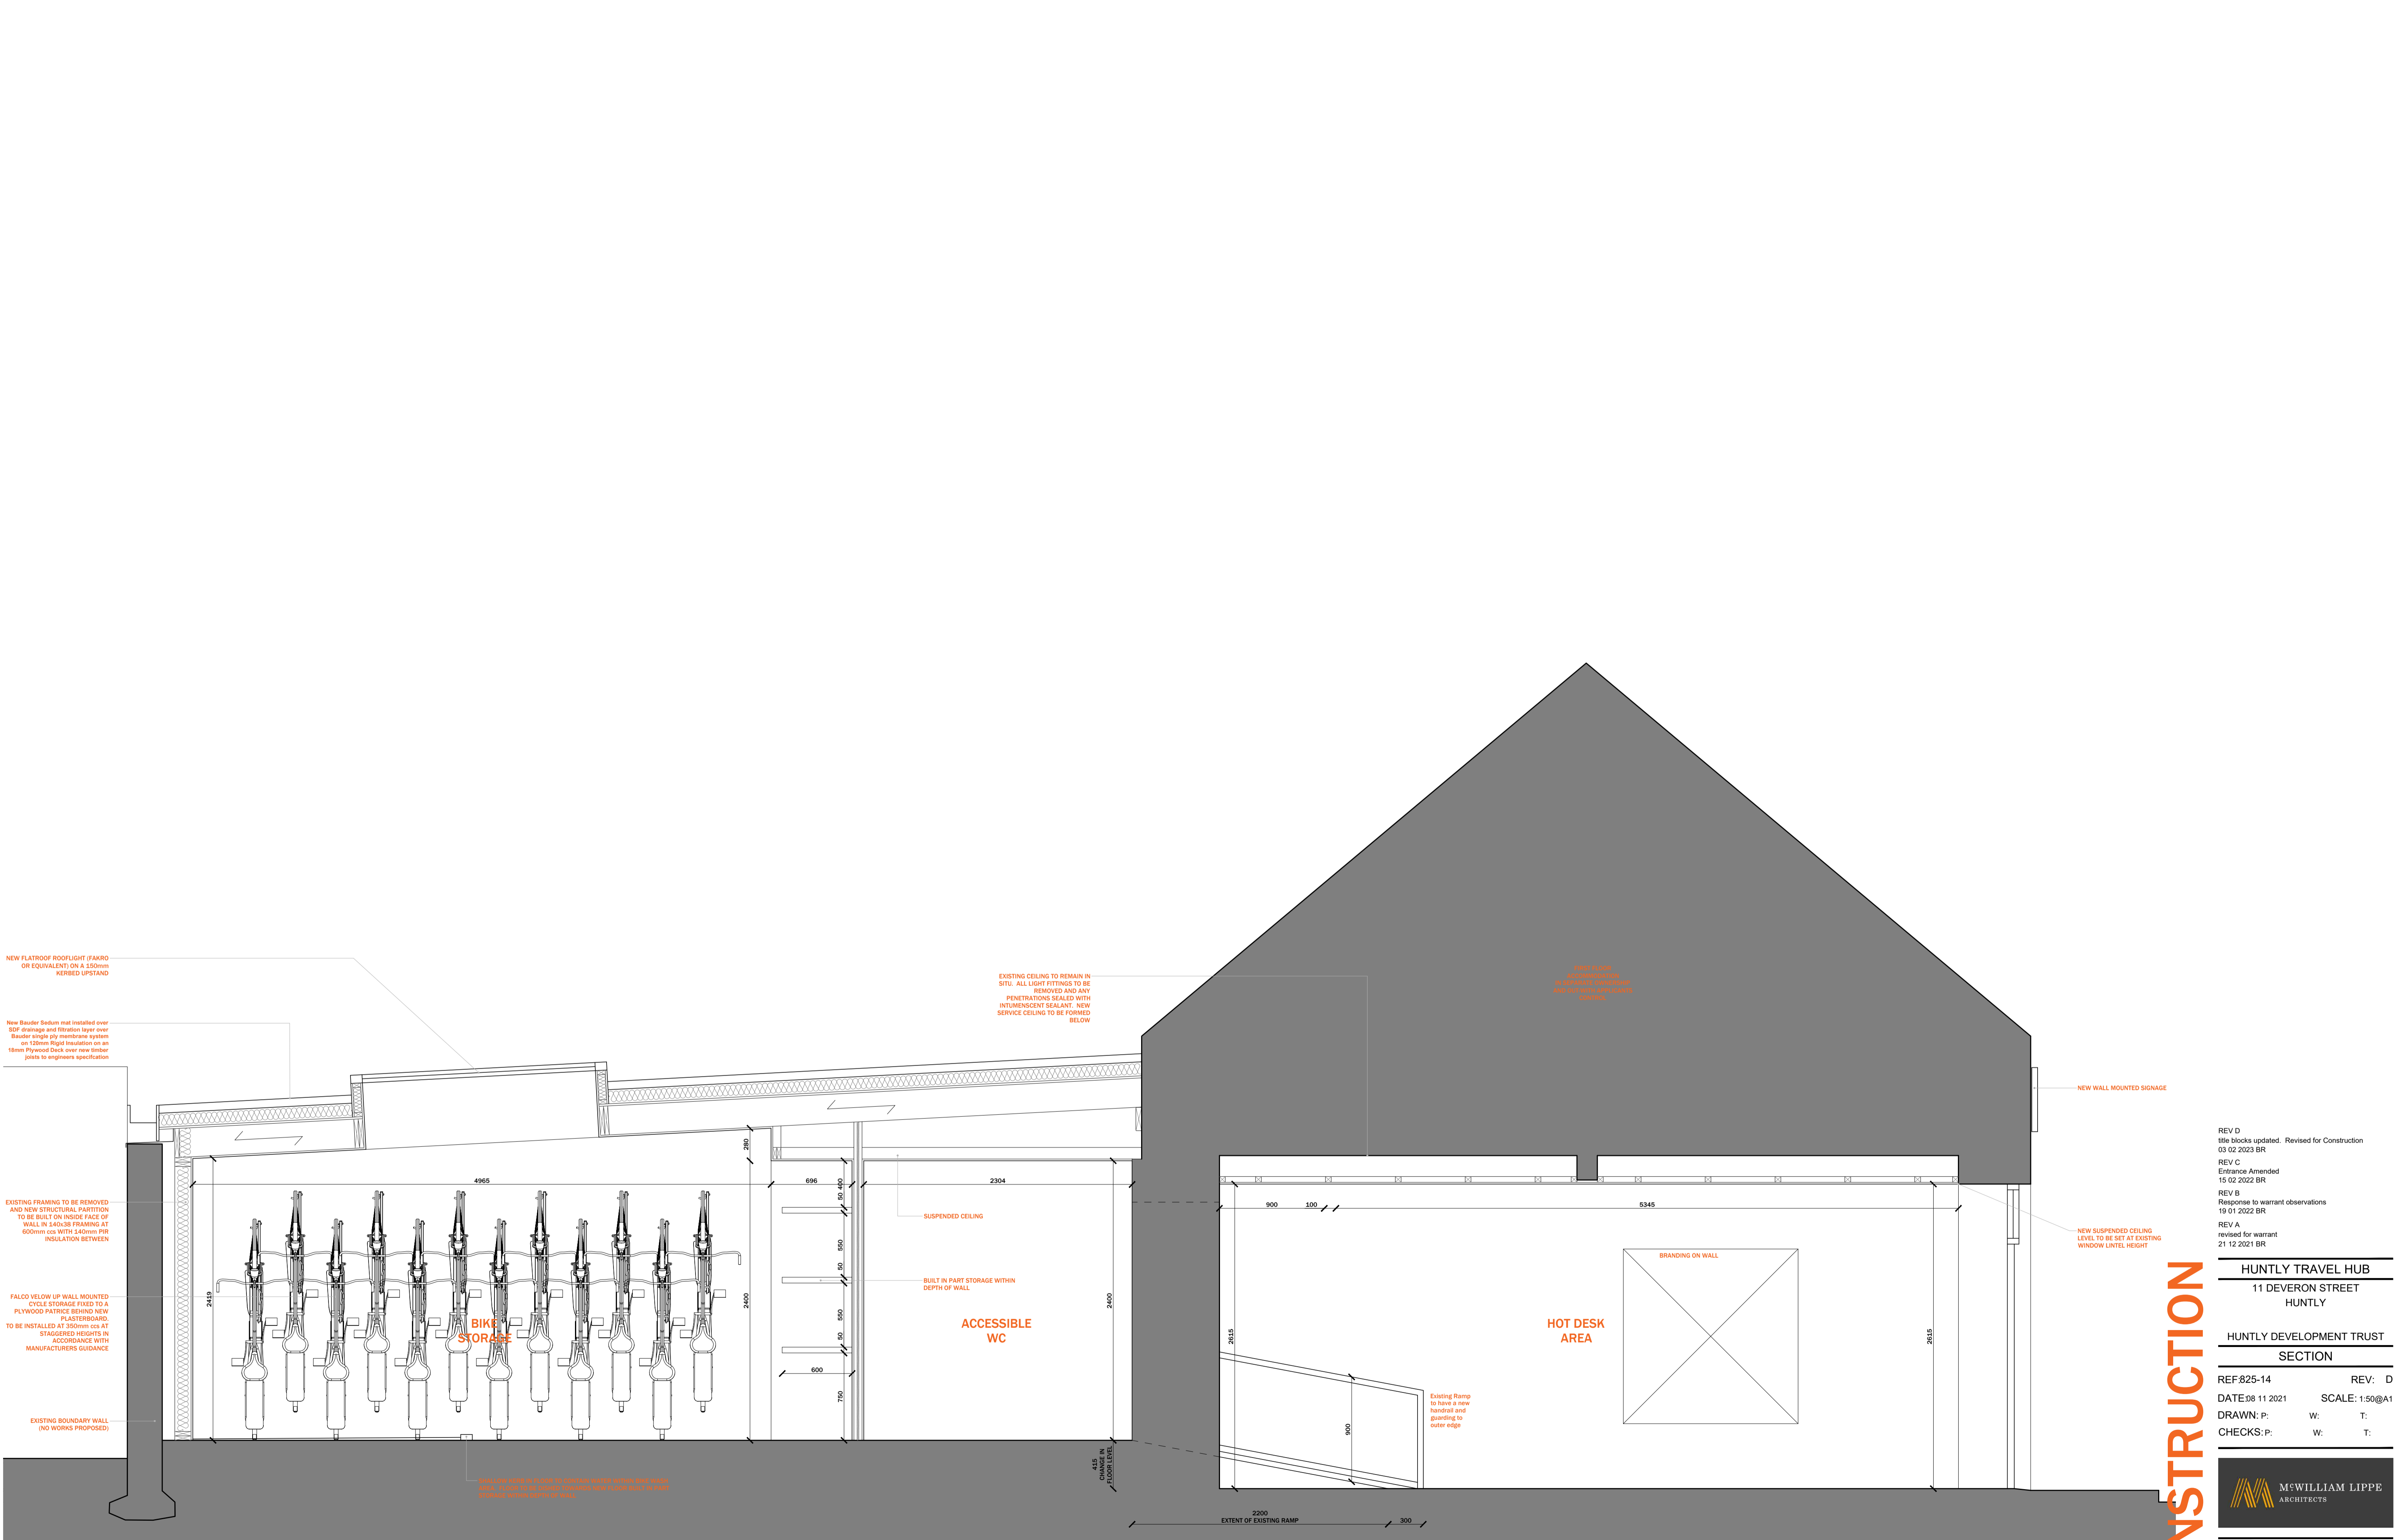 NEW FLATROOF ROOFLIGHT (FAKRO
OR EQUIVALENT) ON A 150mm
KERBED UPSTAND
New Bauder Sedum mat installed over
SDF drainage and filtration layer over
Bauder single ply membrane system
on 120mm Rigid Insulation on an
18mm Plywood Deck over new timber
joists to engineers specifcation
EXISTING FRAMING TO BE REMOVED
AND NEW STRUCTURAL PARTITION
TO BE BUILT ON INSIDE FACE OF
WALL IN 140x38 FRAMING AT
600mm ccs WITH 140mm PIR
INSULATION BETWEEN
FALCO VELOW UP WALL MOUNTED
CYCLE STORAGE FIXED TO A
PLYWOOD PATRICE BEHIND NEW
PLASTERBOARD.
TO BE INSTALLED AT 350mm ccs AT
STAGGERED HEIGHTS IN
ACCORDANCE WITH
MANUFACTURERS GUIDANCE
EXISTING BOUNDARY WALL
(NO WORKS PROPOSED)
2419
4965
BIKE
STORAGE
280
2400
696
400
50
550
50
550
50
750
600
2304
SUSPENDED CEILING
BUILT IN PART STORAGE WITHIN
DEPTH OF WALL
ACCESSIBLE
WC
2400
415
CHANGE IN
FLOOR LEVEL
EXISTING CEILING TO REMAIN IN
SITU. ALL LIGHT FITTINGS TO BE
REMOVED AND ANY
PENETRATIONS SEALED WITH
INTUMENSCENT SEALANT. NEW
SERVICE CEILING TO BE FORMED
BELOW
900
100
5345
2615
BRANDING ON WALL
HOT DESK
AREA
2615
900
Existing Ramp
to have a new
handrail and
guarding to
outer edge
2200
EXTENT OF EXISTING RAMP
300
NEW WALL MOUNTED SIGNAGE
NEW SUSPENDED CEILING
LEVEL TO BE SET AT EXISTING
WINDOW LINTEL HEIGHT
REV D
title blocks updated. Revised for Construction
03 02 2023 BR
REV C
Entrance Amended
15 02 2022 BR
REV B
Response to warrant observations
19 01 2022 BR
REV A
revised for warrant
21 12 2021 BR
HUNTLY TRAVEL HUB
11 DEVERON STREET
HUNTLY
HUNTLY DEVELOPMENT TRUST
SECTION
REF:825-14 REV: D
DATE:08 11 2021 SCALE: 1:50@A1
DRAWN: P: W: T:
CHECKS: P: W: T:
McWILLIAM LIPPE
ARCHITECTS
NSTRUCTION